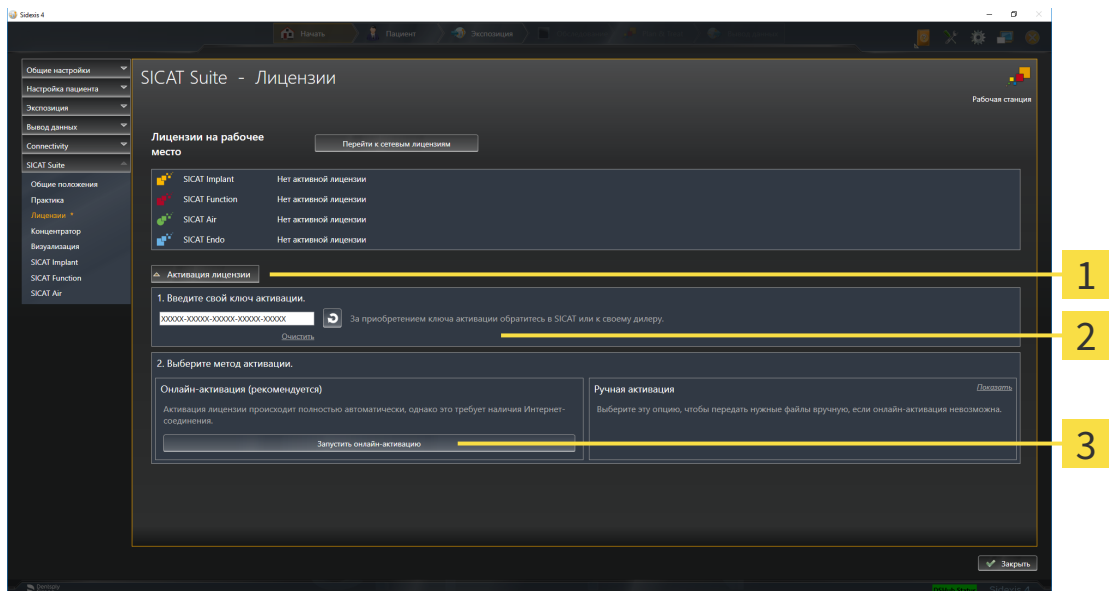 Sidexis 4
Начать
Пациент
Экспозиция
Общие настройки
Настройка пациента
Экспозиция
Вывод данных
Connectivity
SICAT Suite
Общие положения
Практика
Лицензии *
Концентратор
Визуализация
SICAT Implant
SICAT Function
SICAT Air
SICAT Suite - Лицензии
Рабочая станция
Лицензии на рабочее
место
Перейти к сетевым лицензиям
SICAT Implant Нет активной лицензии
SICAT Function Нет активной лицензии
SICAT Air Нет активной лицензии
SICAT Endo Нет активной лицензии
Активация лицензии
1
1. Введите свой ключ активации.
XXXXX-XXXXX-XXXXX-XXXXX-XXXXX
За приобретением ключа активации обратитесь в SICAT или к своему дилеру.
Очистить
2
2. Выберите метод активации.
Онлайн-активация (рекомендуется)
Активация лицензии происходит полностью автоматически, однако это требует наличия Интернет-
соединения.
Запустить онлайн-активацию
Ручная активация
Показать
Выберите эту опцию, чтобы передать нужные файлы вручную, если онлайн-активация невозможна.
3
Закрыть
Dentsply
Sidexis 4